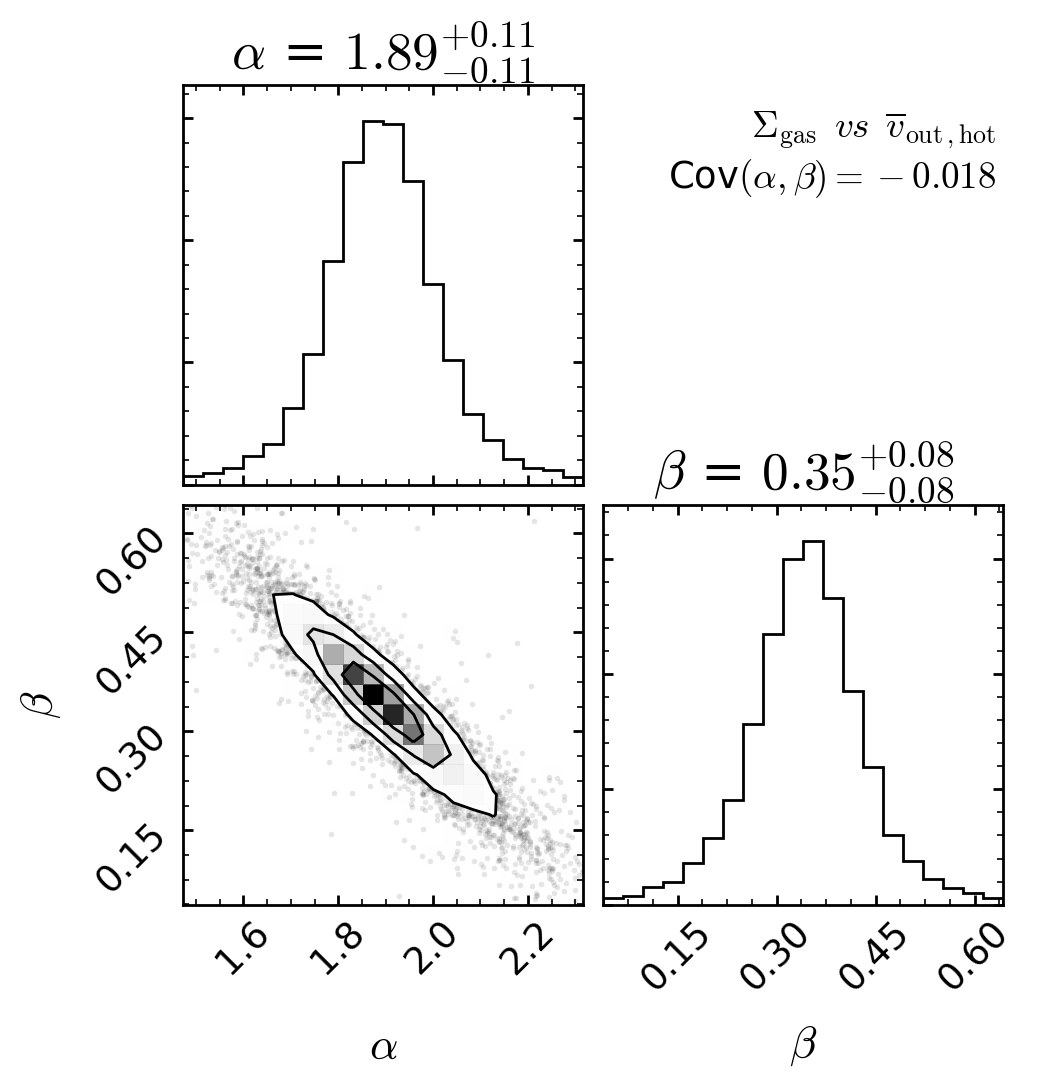 α = 1.89 +0.11 −0.11
Σgas vs v̅out,hot
Cov(α, β) = −0.018
β = 0.35 +0.08 −0.08
0.60
0.45
0.30
0.15
β
1.6 1.8 2.0 2.2
0.15 0.30 0.45 0.60
α
β